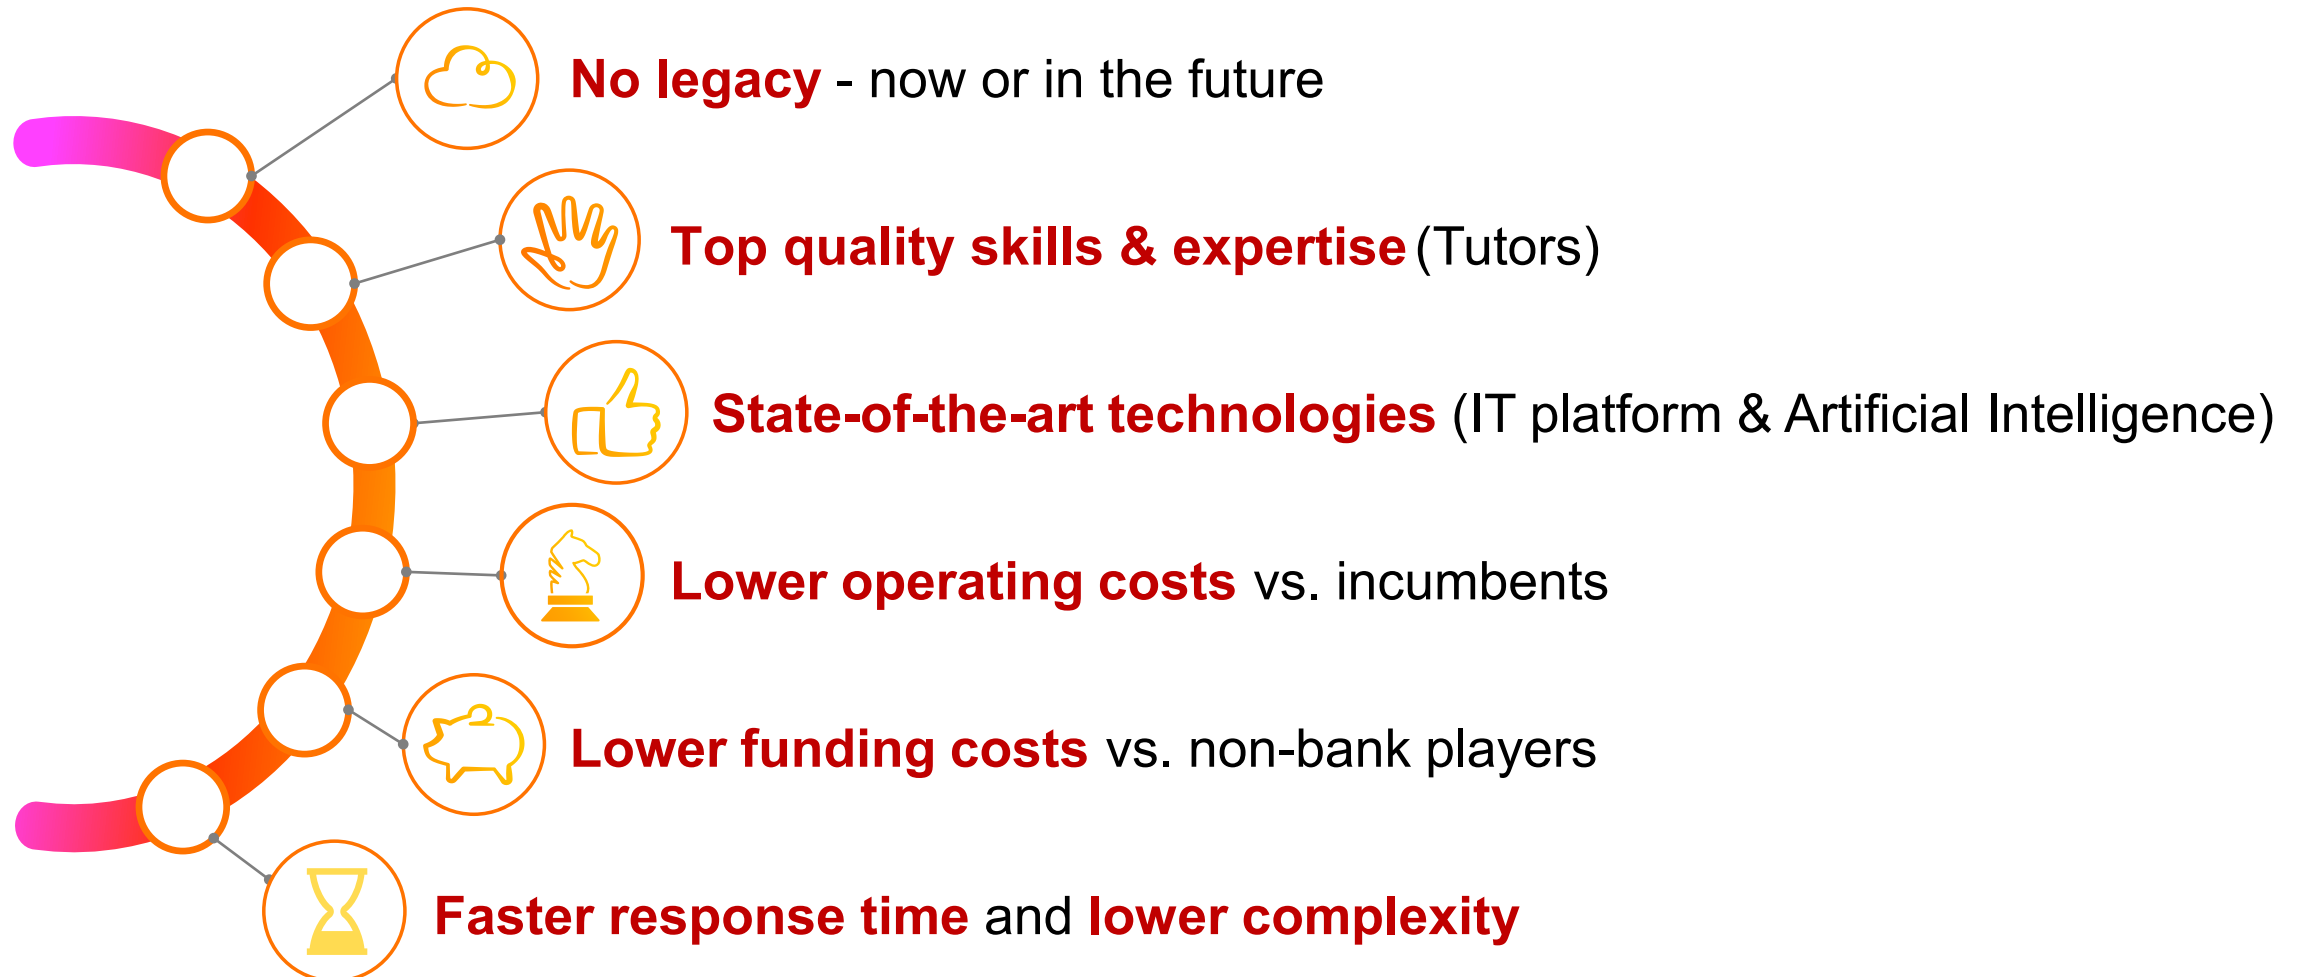 No legacy - now or in the future
Top quality skills & expertise (Tutors)
State-of-the-art technologies (IT platform & Artificial Intelligence)
Lower operating costs vs. incumbents
Lower funding costs vs. non-bank players
Faster response time and lower complexity